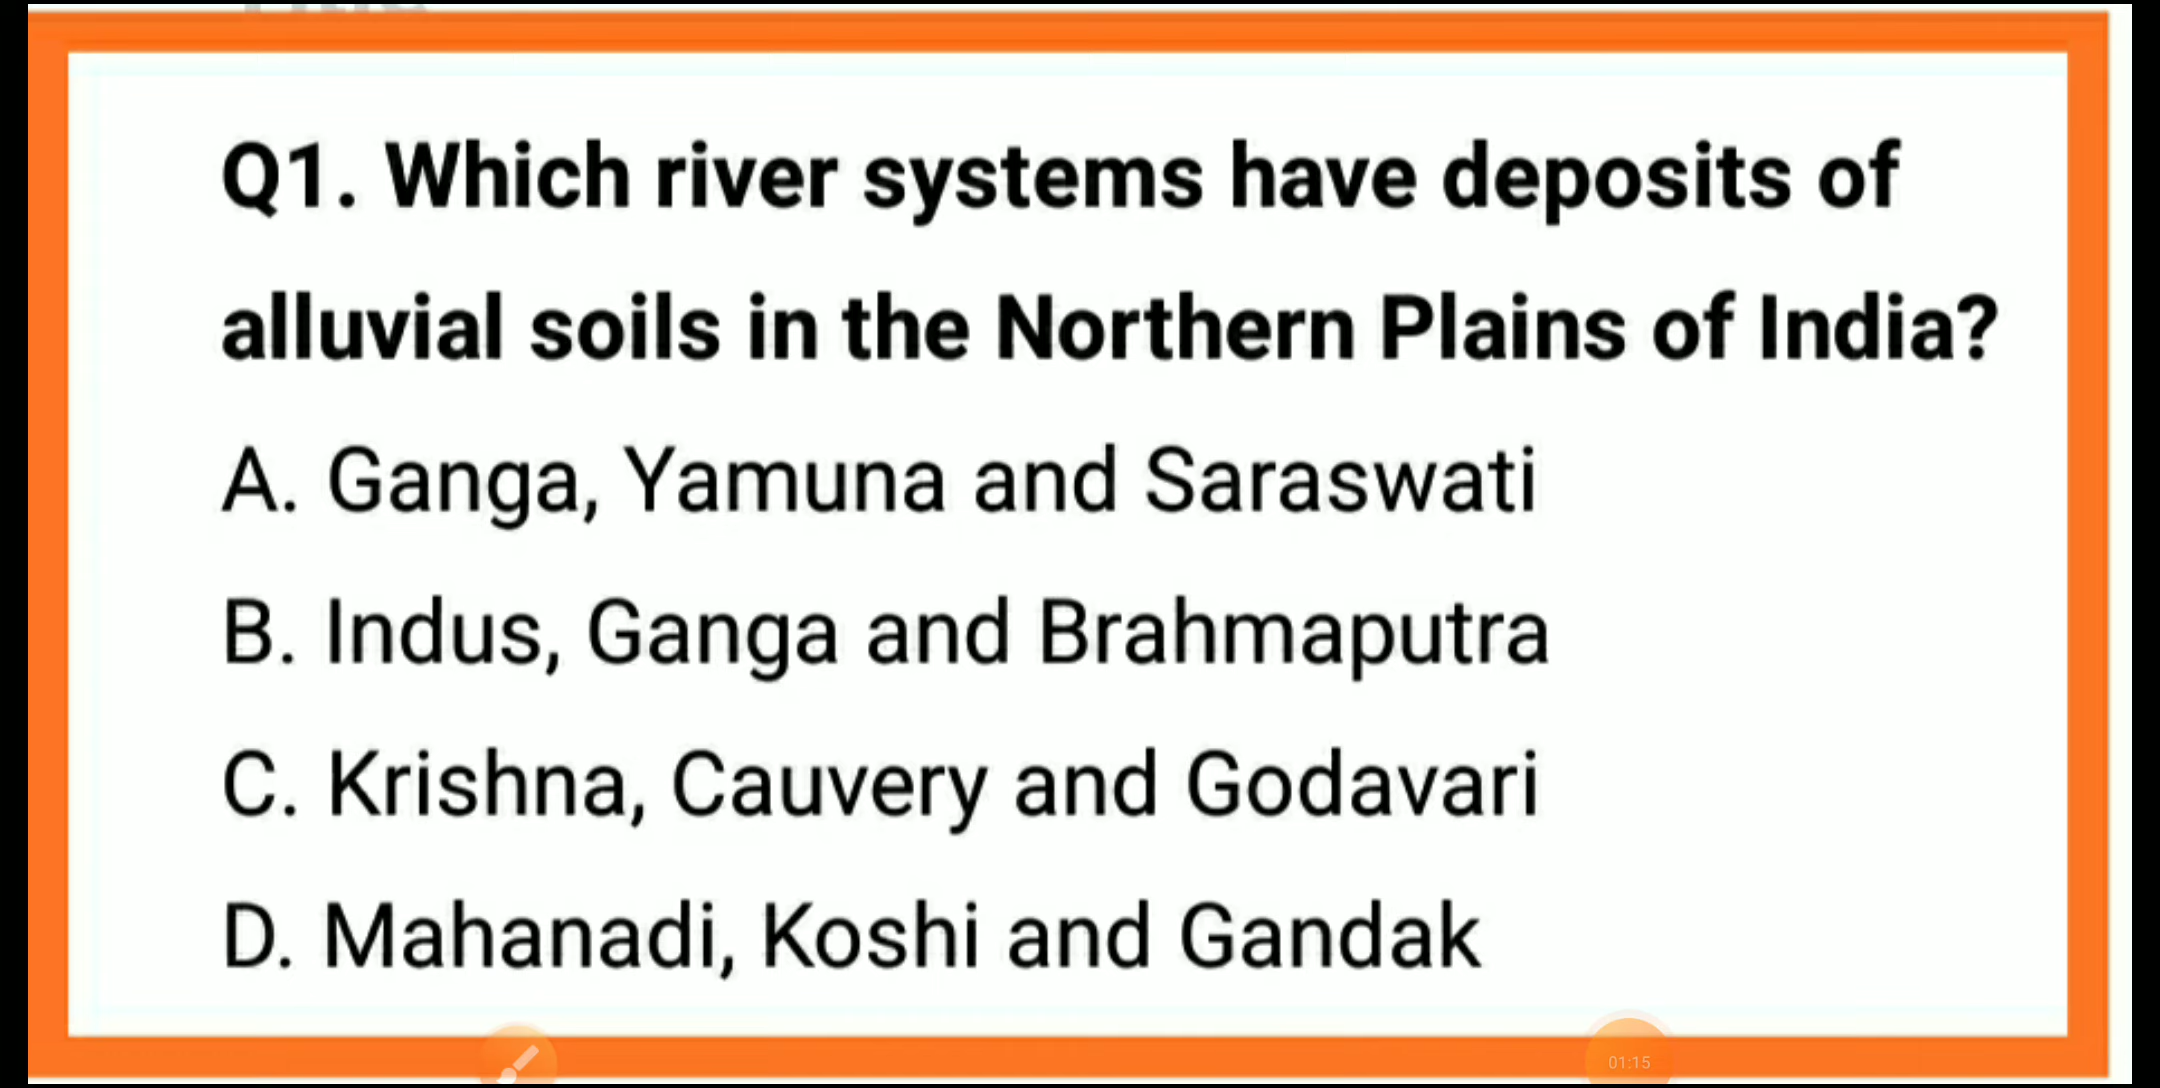 Q1. Which river systems have deposits of
alluvial soils in the Northern Plains of India?
A. Ganga, Yamuna and Saraswati
B. Indus, Ganga and Brahmaputra
C. Krishna, Cauvery and Godavari
D. Mahanadi, Koshi and Gandak
01:15